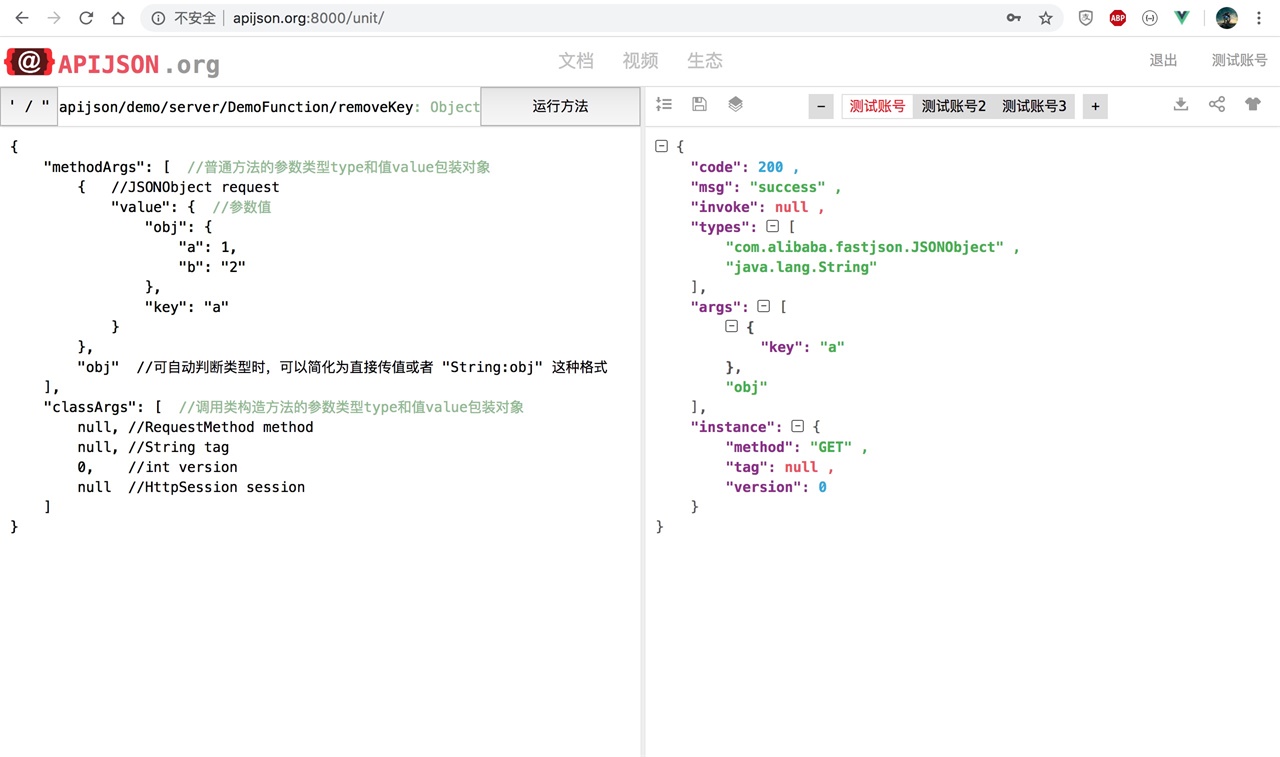 不安全 | apijson.org:8000/unit/
ABP
@ APIJSON.org
文档 视频 生态
退出 测试账号
' / " apijson/demo/server/DemoFunction/removeKey: Object 运行方法
− 测试账号 测试账号2 测试账号3 +
{
"methodArgs": [ //普通方法的参数类型type和值value包装对象
{ //JSONObject request
"value": { //参数值
"obj": {
"a": 1,
"b": "2"
},
"key": "a"
}
},
"obj" //可自动判断类型时，可以简化为直接传值或者 "String:obj" 这种格式
],
"classArgs": [ //调用类构造方法的参数类型type和值value包装对象
null, //RequestMethod method
null, //String tag
0, //int version
null //HttpSession session
]
}
{
"code": 200 ,
"msg": "success" ,
"invoke": null ,
"types": [
"com.alibaba.fastjson.JSONObject" ,
"java.lang.String"
],
"args": [
{
"key": "a"
},
"obj"
],
"instance": {
"method": "GET" ,
"tag": null ,
"version": 0
}
}